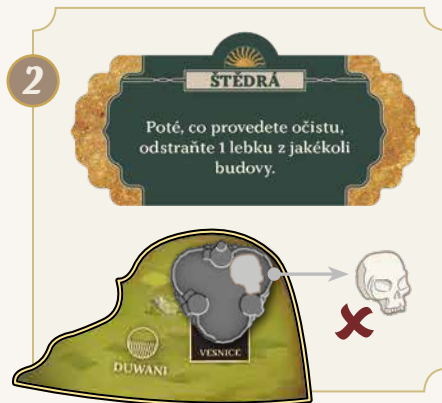 2
ŠTĚDRÁ
Poté, co provedete očistu,
odstraňte 1 lebku z jakékoli
budovy.
VESNICE
DUWANI